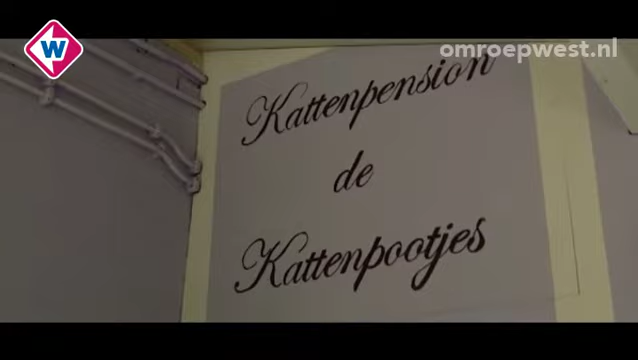 W
omroepwest.nl
Kattenpension
de
Kattenpootjes